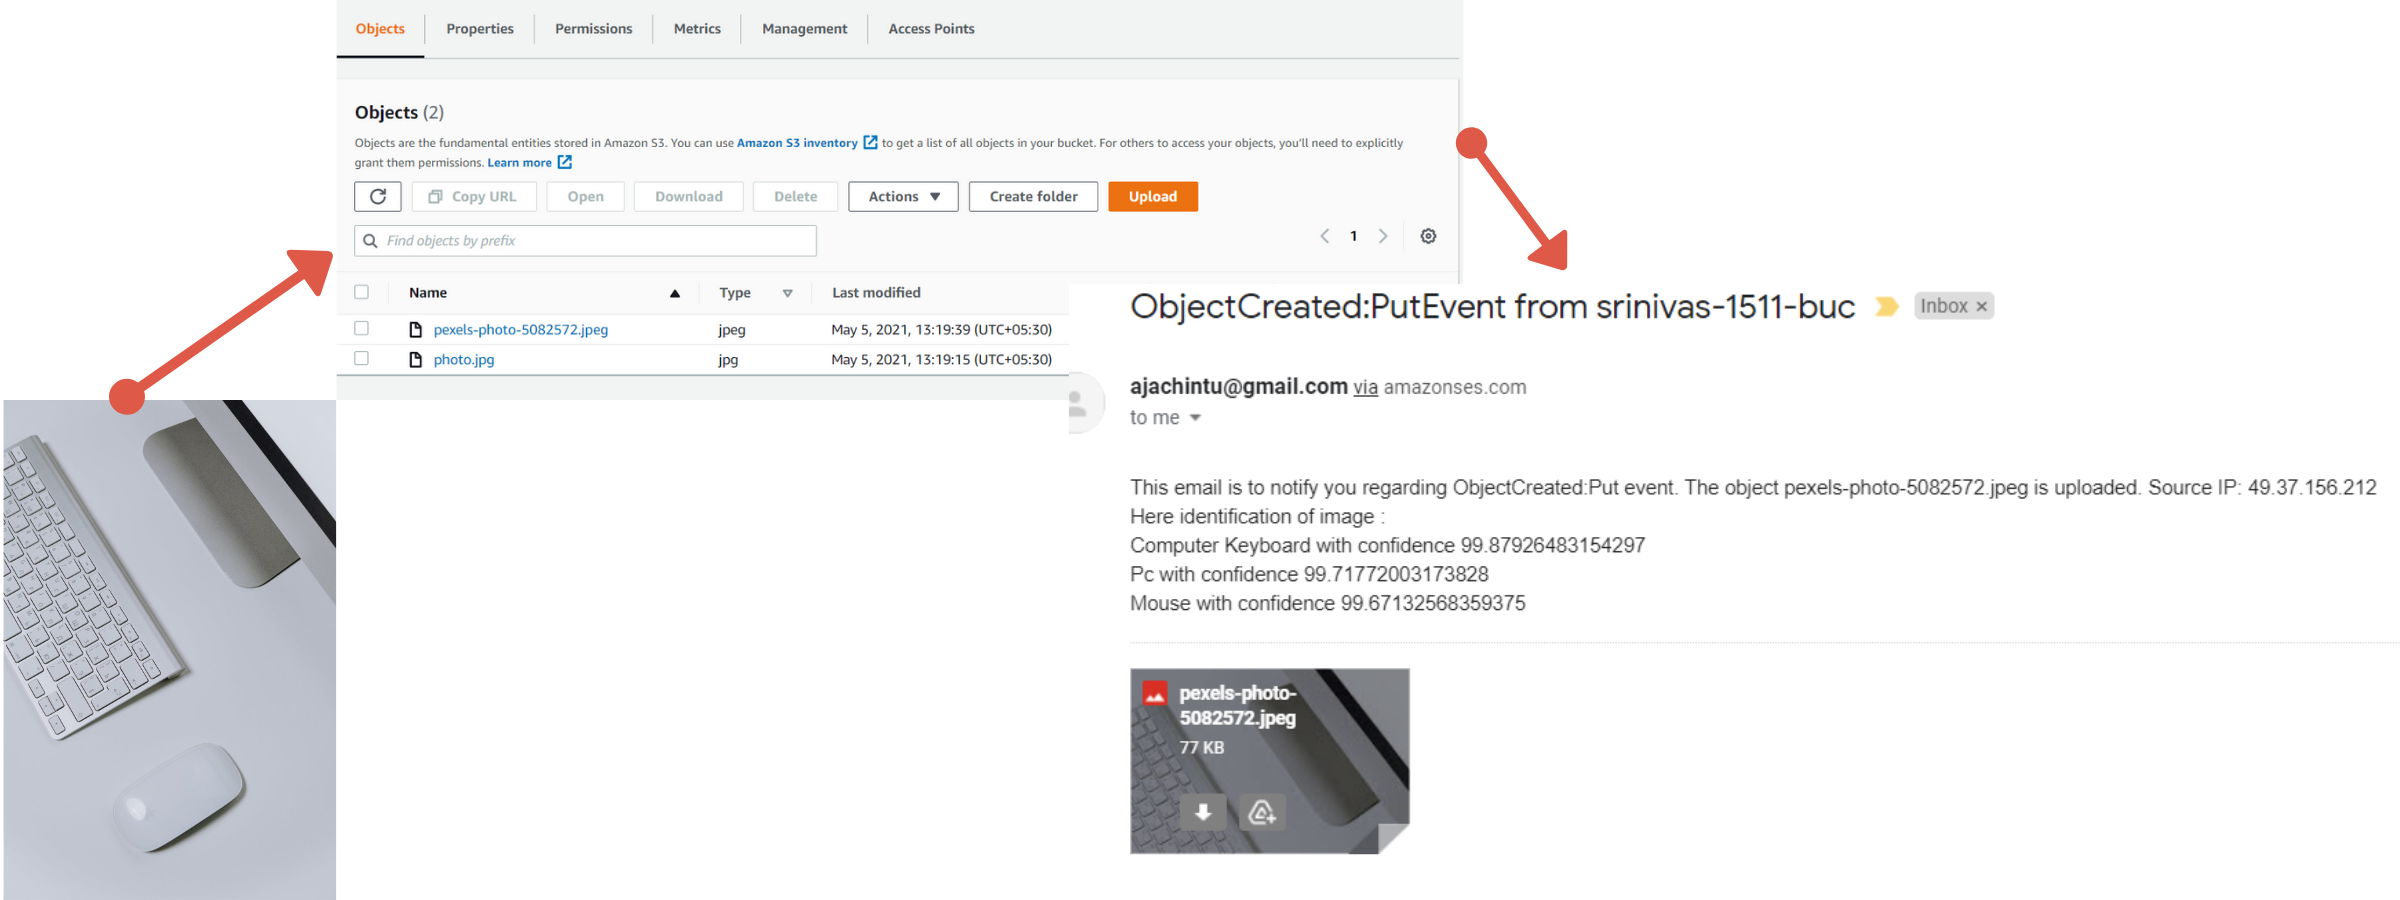 Objects Properties Permissions Metrics Management Access Points
Objects (2)
Objects are the fundamental entities stored in Amazon S3. You can use Amazon S3 inventory to get a list of all objects in your bucket. For others to access your objects, you'll need to explicitly
grant them permissions. Learn more
Copy URL Open Download Delete Actions Create folder Upload
Find objects by prefix
1
Name Type Last modified
pexels-photo-5082572.jpeg jpeg May 5, 2021, 13:19:39 (UTC+05:30)
photo.jpg jpg May 5, 2021, 13:19:15 (UTC+05:30)
ObjectCreated:PutEvent from srinivas-1511-buc Inbox ×
ajachintu@gmail.com via amazonses.com
to me
This email is to notify you regarding ObjectCreated:Put event. The object pexels-photo-5082572.jpeg is uploaded. Source IP: 49.37.156.212
Here identification of image :
Computer Keyboard with confidence 99.87926483154297
Pc with confidence 99.71772003173828
Mouse with confidence 99.67132568359375
pexels-photo-
5082572.jpeg
77 KB